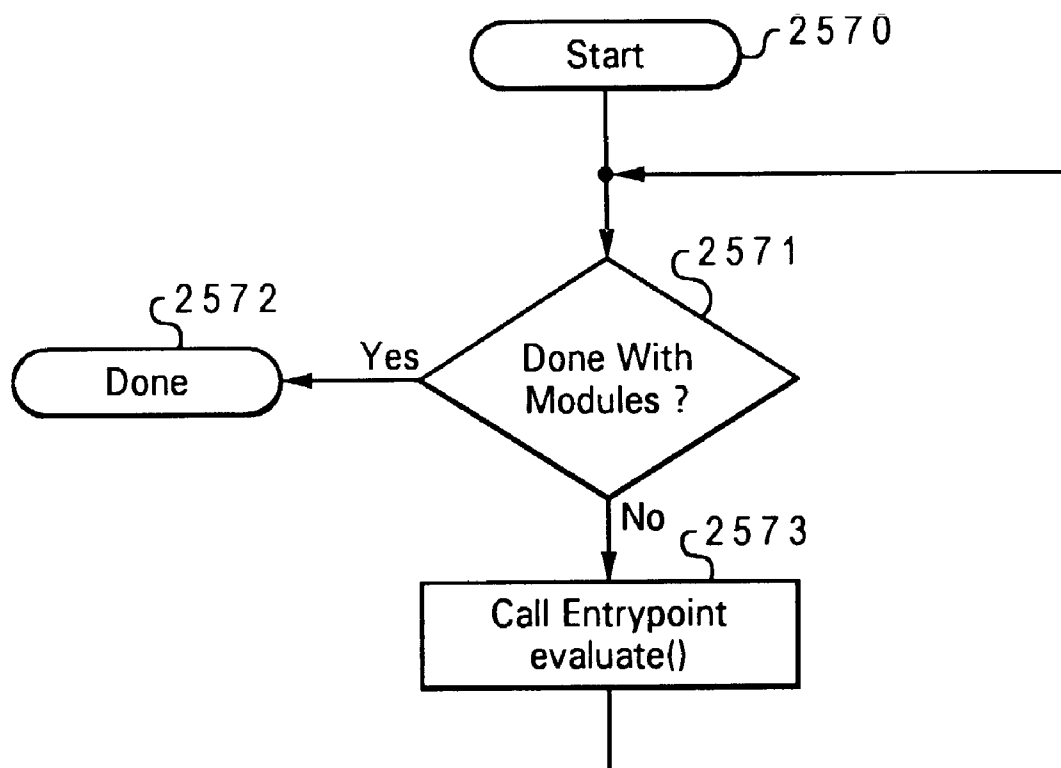 Start
2570
2571
2572
Yes
Done
Done With
Modules ?
No
2573
Call Entrypoint
evaluate()